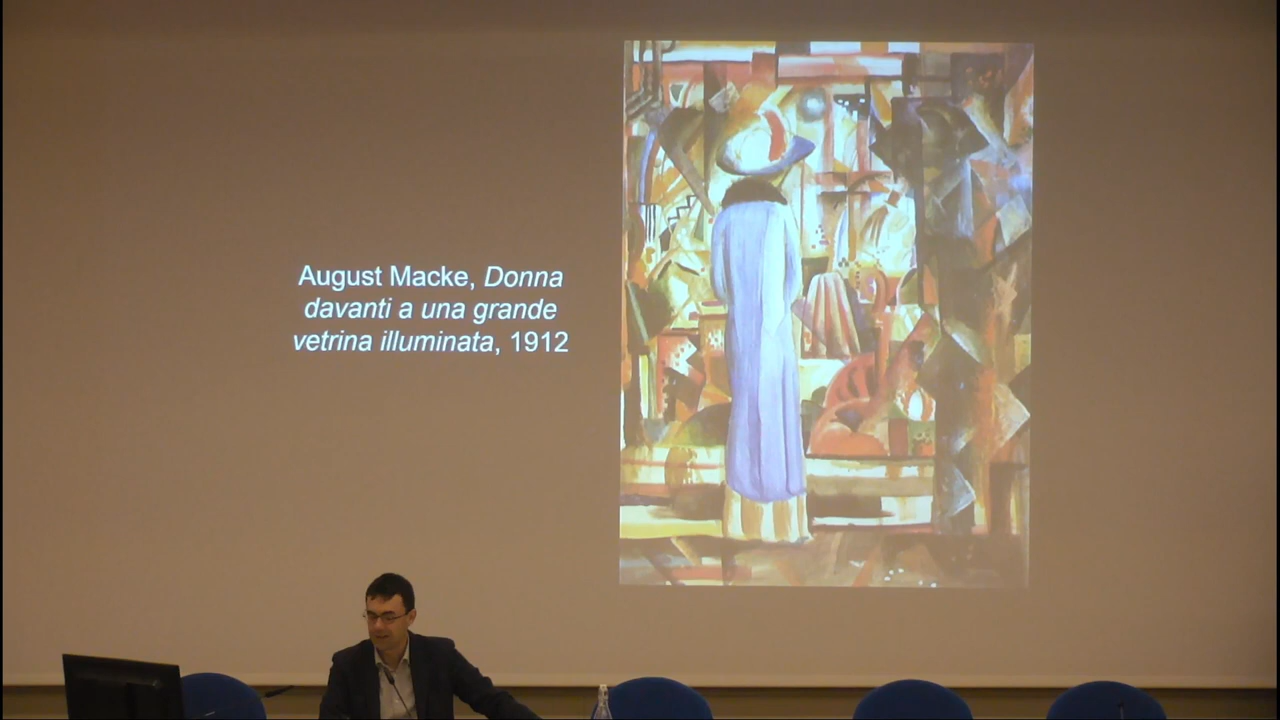 August Macke, Donna
davanti a una grande
vetrina illuminata, 1912